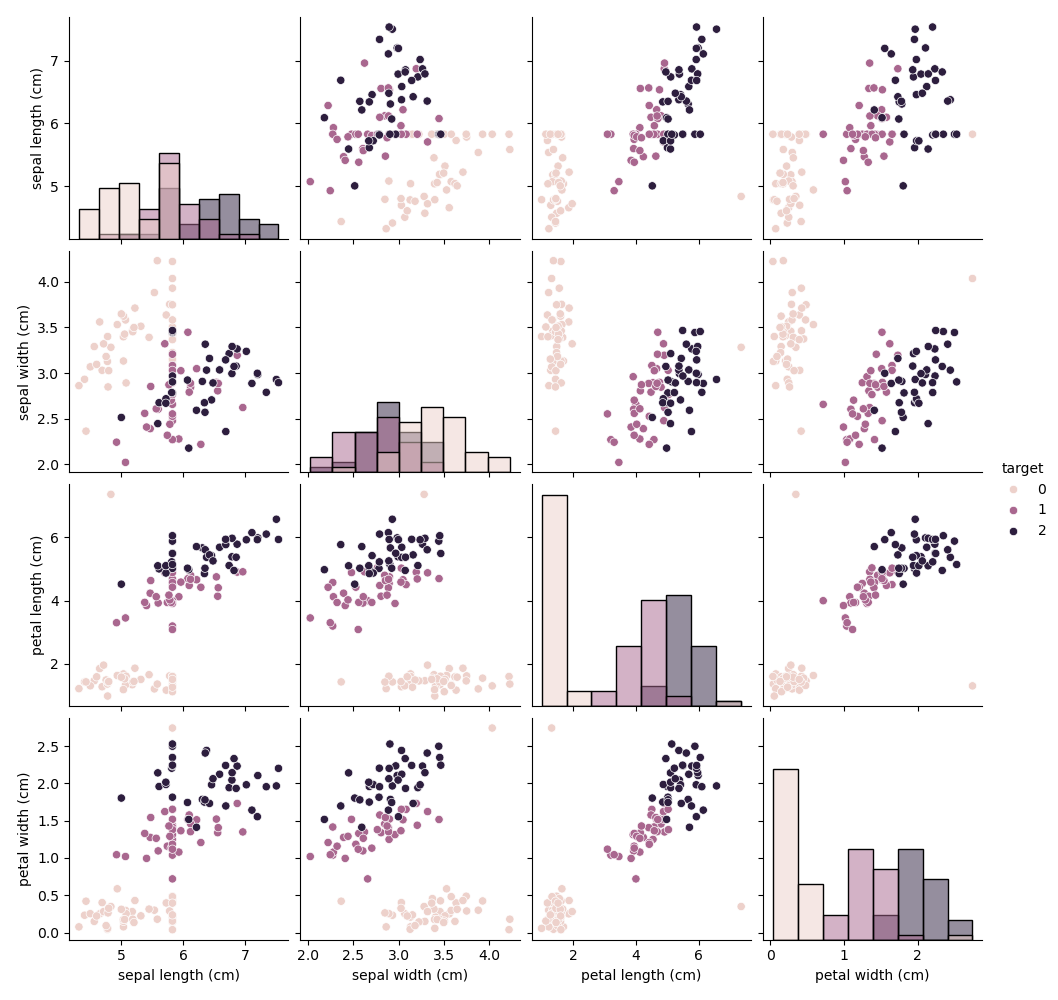 sepal length (cm)
7
6
5
sepal width (cm)
4.0
3.5
3.0
2.5
2.0
target
0
1
2
petal length (cm)
6
4
2
petal width (cm)
2.5
2.0
1.5
1.0
0.5
0.0
5 6 7
2.0 2.5 3.0 3.5 4.0
2 4 6
0 1 2
sepal length (cm)
sepal width (cm)
petal length (cm)
petal width (cm)